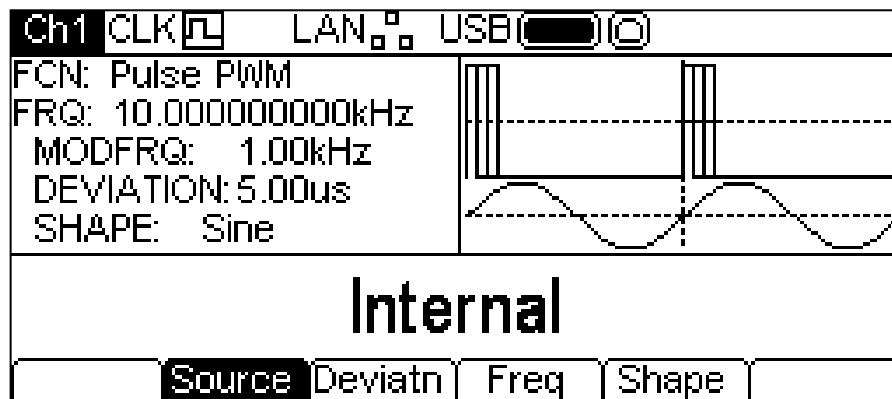 Ch1 CLK LAN USB
FCN: Pulse PWM
FRQ: 10.000000000kHz
MODFRQ: 1.00kHz
DEVIATION: 5.00us
SHAPE: Sine
Internal
Source Deviatn Freq Shape